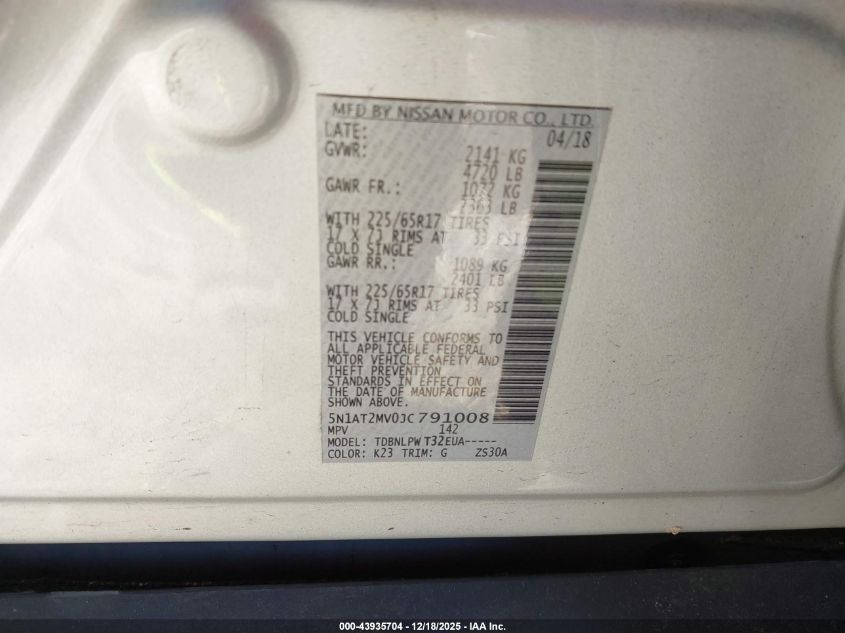 MFD BY NISSAN MOTOR CO., LTD.
DATE: 04/18
GVWR: 2141 KG
4720 LB
GAWR FR.: 1072 KG
2363 LB
WITH 225/65R17 TIRES
17 X 7J RIMS AT 33 PSI
COLD SINGLE
GAWR RR.: 1089 KG
2401 LB
WITH 225/65R17 TIRES
17 X 7J RIMS AT 33 PSI
COLD SINGLE
THIS VEHICLE CONFORMS TO
ALL APPLICABLE FEDERAL
MOTOR VEHICLE SAFETY AND
THEFT PREVENTION
STANDARDS IN EFFECT ON
THE DATE OF MANUFACTURE
SHOWN ABOVE.
5N1AT2MV0JC791008
MPV 142
MODEL: TDBNLPW T32EUA-----
COLOR: K23 TRIM: G ZS30A
000-43935704 - 12/18/2025 - IAA Inc.